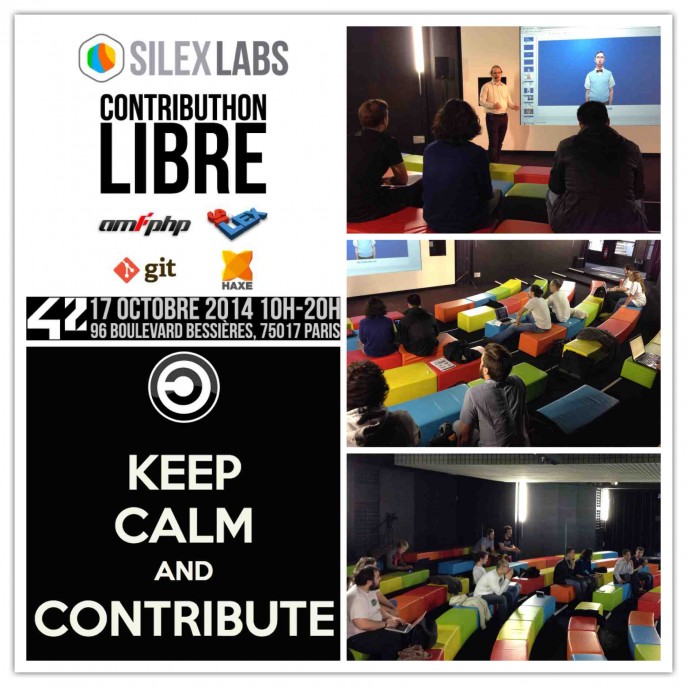 SILEX LABS
CONTRIBUTHON
LIBRE
amfphp
SILEX
git
HAXE
42 17 OCTOBRE 2014 10H-20H
96 BOULEVARD BESSIÈRES, 75017 PARIS
KEEP
CALM
AND
CONTRIBUTE